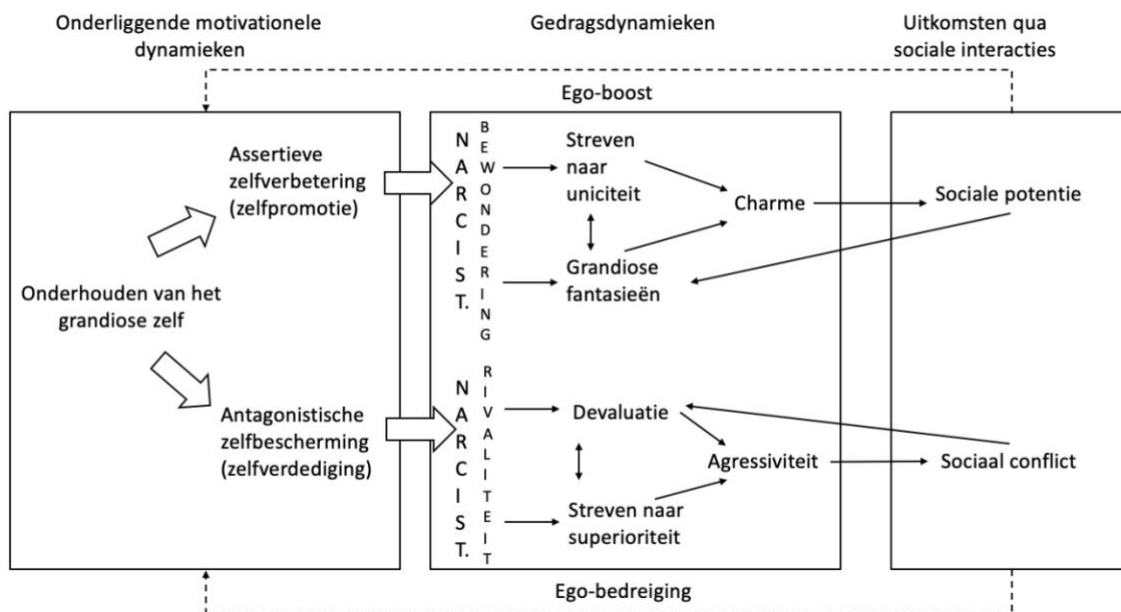 Onderliggende motivationele
dynamieken
Gedragsdynamieken
Uitkomsten qua
sociale interacties
Ego-boost
Assertieve
zelfverbetering
(zelfpromotie)
Onderhouden van het
grandiose zelf
Antagonistische
zelfbescherming
(zelfverdediging)
NARCIST.
BEWONDERING
Streven
naar
uniciteit
Charme
Grandiose
fantasieën
Sociale potentie
NARCIST.
RIVALITEIT
Devaluatie
Agressiviteit
Streven naar
superioriteit
Sociaal conflict
Ego-bedreiging